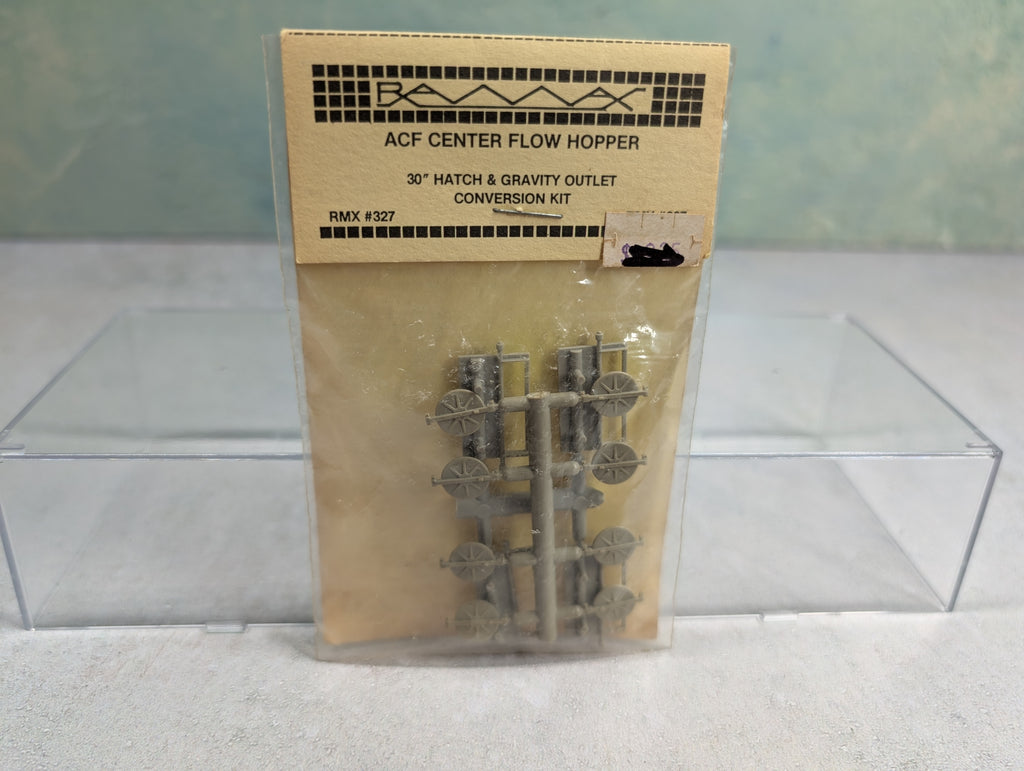 RAMAX
ACF CENTER FLOW HOPPER
30″ HATCH & GRAVITY OUTLET
CONVERSION KIT
RMX #327